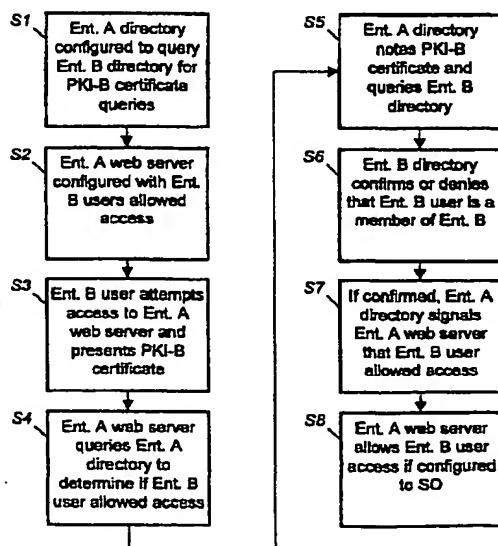 S1
Ent. A directory
configured to query
Ent. B directory for
PKI-B certificate
queries
S2
Ent. A web server
configured with Ent.
B users allowed
access
S3
Ent. B user attempts
access to Ent. A
web server and
presents PKI-B
certificate
S4
Ent. A web server
queries Ent. A
directory to
determine if Ent. B
user allowed access
S5
Ent. A directory
notes PKI-B
certificate and
queries Ent. B
directory
S6
Ent. B directory
confirms or denies
that Ent. B user is a
member of Ent. B
S7
If confirmed, Ent. A
directory signals
Ent. A web server
that Ent. B user
allowed access
S8
Ent. A web server
allows Ent. B user
access if configured
to SO